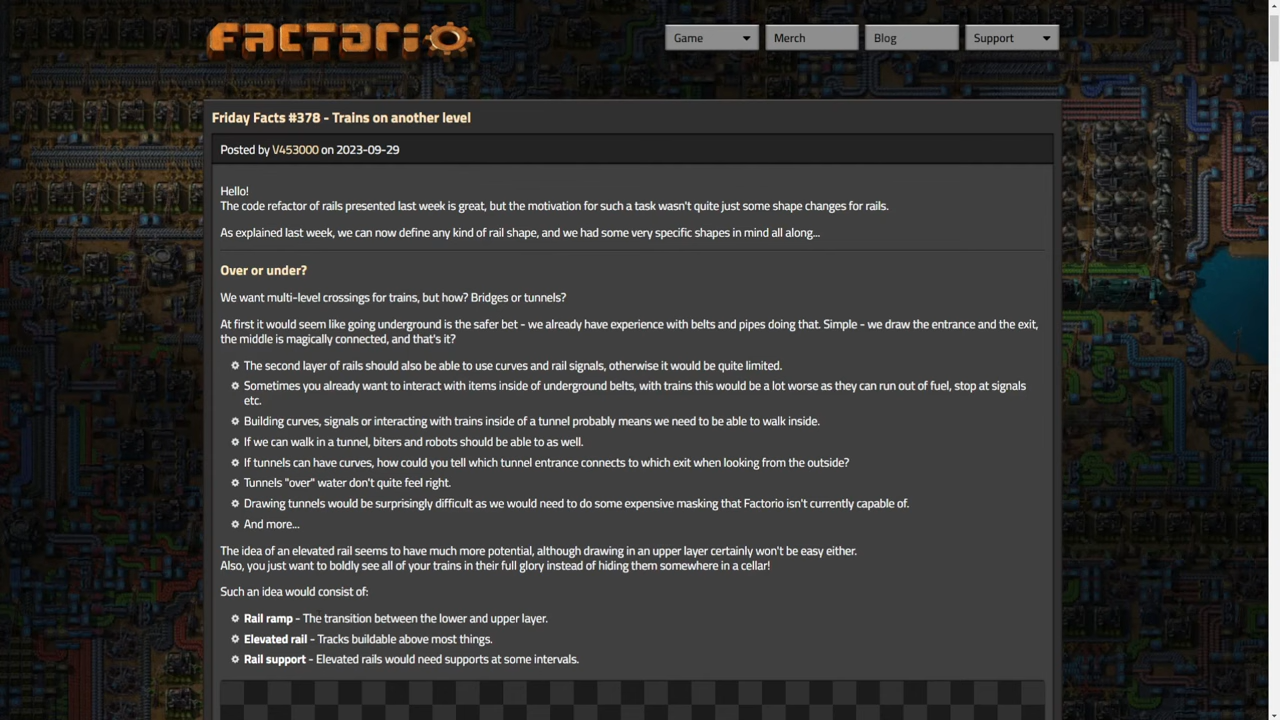 FACTORIO
Game
Merch
Blog
Support
Friday Facts #378 - Trains on another level
Posted by V453000 on 2023-09-29
Hello!
The code refactor of rails presented last week is great, but the motivation for such a task wasn't quite just some shape changes for rails.
As explained last week, we can now define any kind of rail shape, and we had some very specific shapes in mind all along...
Over or under?
We want multi-level crossings for trains, but how? Bridges or tunnels?
At first it would seem like going underground is the safer bet - we already have experience with belts and pipes doing that. Simple - we draw the entrance and the exit,
the middle is magically connected, and that's it?
The second layer of rails should also be able to use curves and rail signals, otherwise it would be quite limited.
Sometimes you already want to interact with items inside of underground belts, with trains this would be a lot worse as they can run out of fuel, stop at signals
etc.
Building curves, signals or interacting with trains inside of a tunnel probably means we need to be able to walk inside.
If we can walk in a tunnel, biters and robots should be able to as well.
If tunnels can have curves, how could you tell which tunnel entrance connects to which exit when looking from the outside?
Tunnels "over" water don't quite feel right.
Drawing tunnels would be surprisingly difficult as we would need to do some expensive masking that Factorio isn't currently capable of.
And more...
The idea of an elevated rail seems to have much more potential, although drawing in an upper layer certainly won't be easy either.
Also, you just want to boldly see all of your trains in their full glory instead of hiding them somewhere in a cellar!
Such an idea would consist of:
Rail ramp - The transition between the lower and upper layer.
Elevated rail - Tracks buildable above most things.
Rail support - Elevated rails would need supports at some intervals.